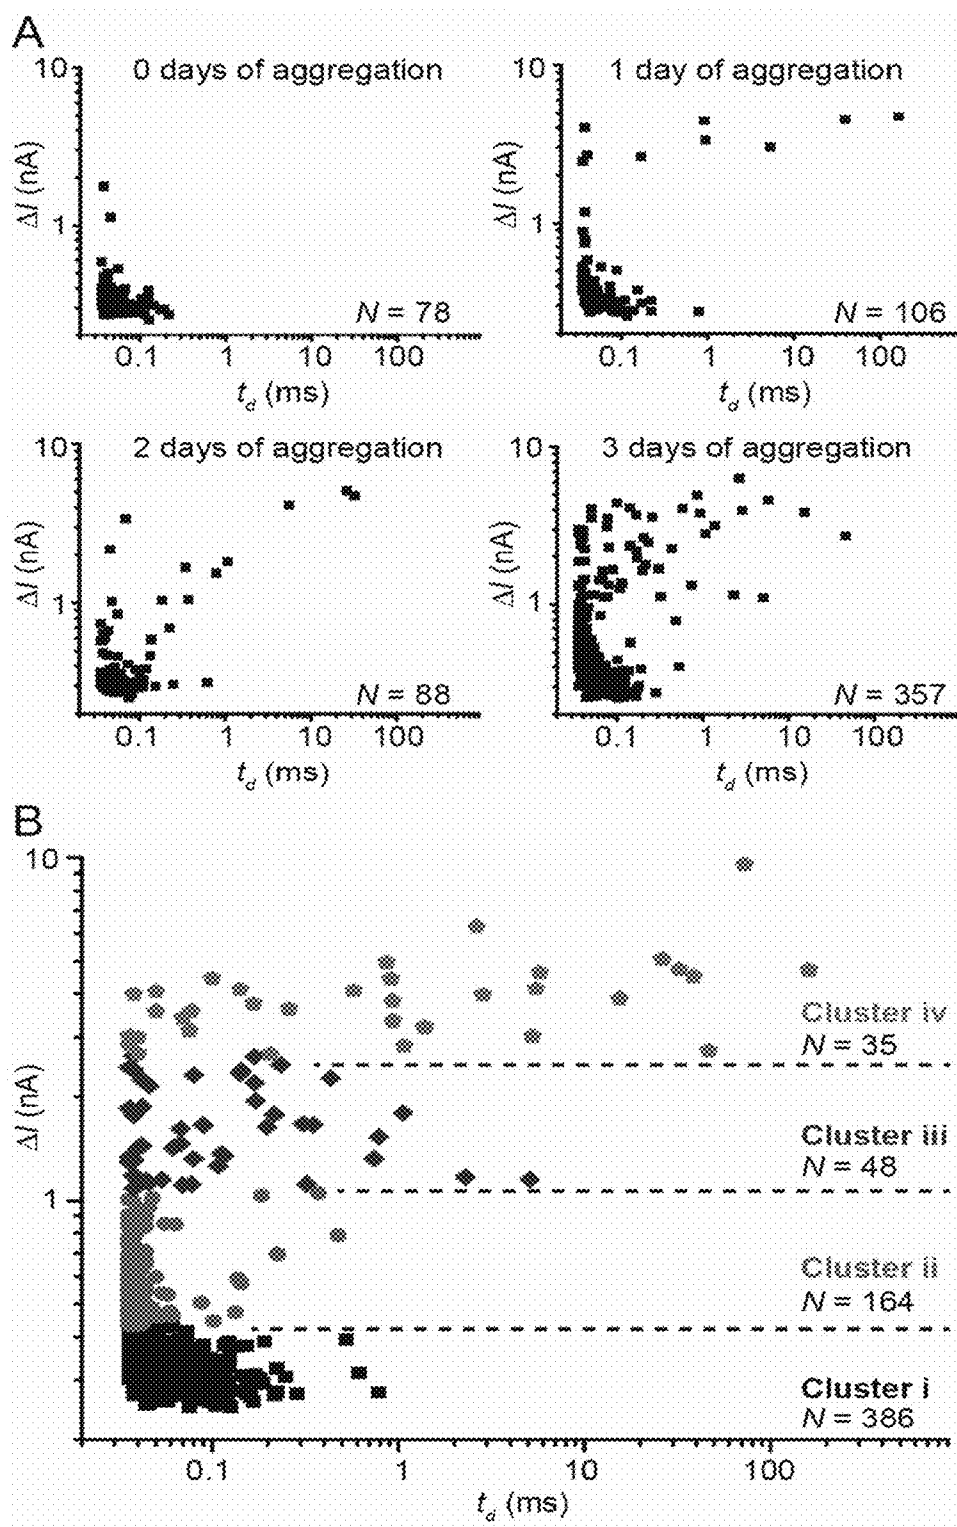 A
0 days of aggregation
10
1
ΔI (nA)
N = 78
0.1 1 10 100
t_d (ms)
1 day of aggregation
10
1
ΔI (nA)
N = 106
0.1 1 10 100
t_d (ms)
2 days of aggregation
10
1
ΔI (nA)
N = 88
0.1 1 10 100
t_d (ms)
3 days of aggregation
10
1
ΔI (nA)
N = 357
0.1 1 10 100
t_d (ms)
B
10
1
ΔI (nA)
Cluster iv
N = 35
Cluster iii
N = 48
Cluster ii
N = 164
Cluster i
N = 386
0.1 1 10 100
t_d (ms)